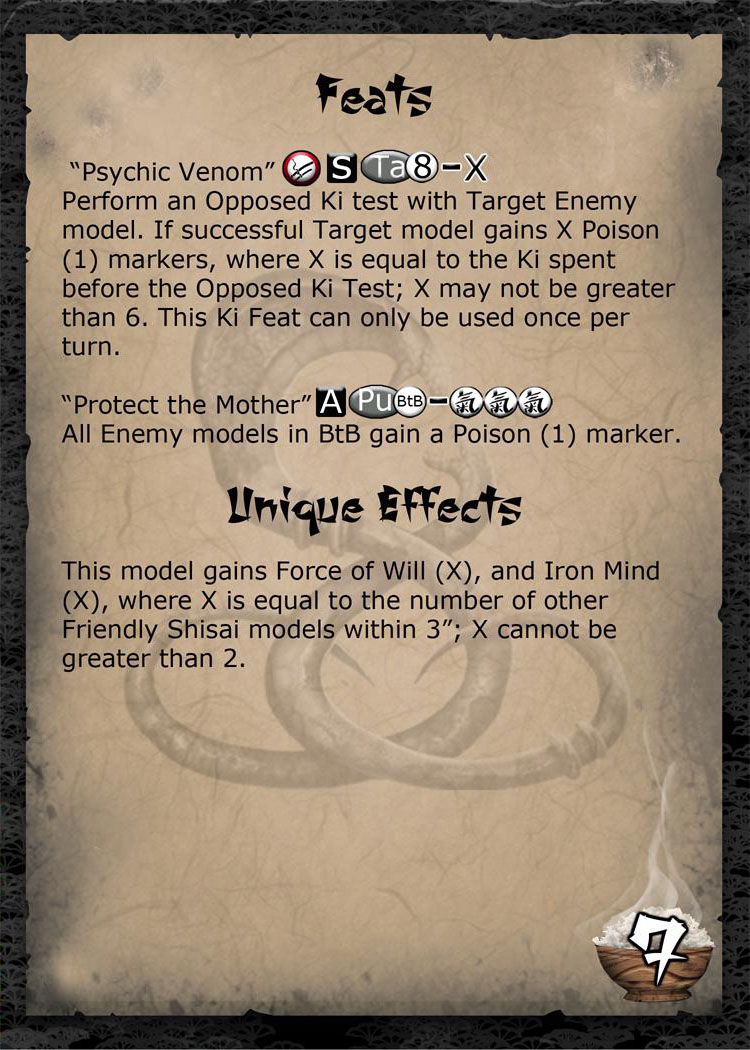 Feats
“Psychic Venom” S Ta 8 - X
Perform an Opposed Ki test with Target Enemy
model. If successful Target model gains X Poison
(1) markers, where X is equal to the Ki spent
before the Opposed Ki Test; X may not be greater
than 6. This Ki Feat can only be used once per
turn.
“Protect the Mother” A Pu BtB - 氣 氣 氣
All Enemy models in BtB gain a Poison (1) marker.
Unique Effects
This model gains Force of Will (X), and Iron Mind
(X), where X is equal to the number of other
Friendly Shisai models within 3”; X cannot be
greater than 2.
7